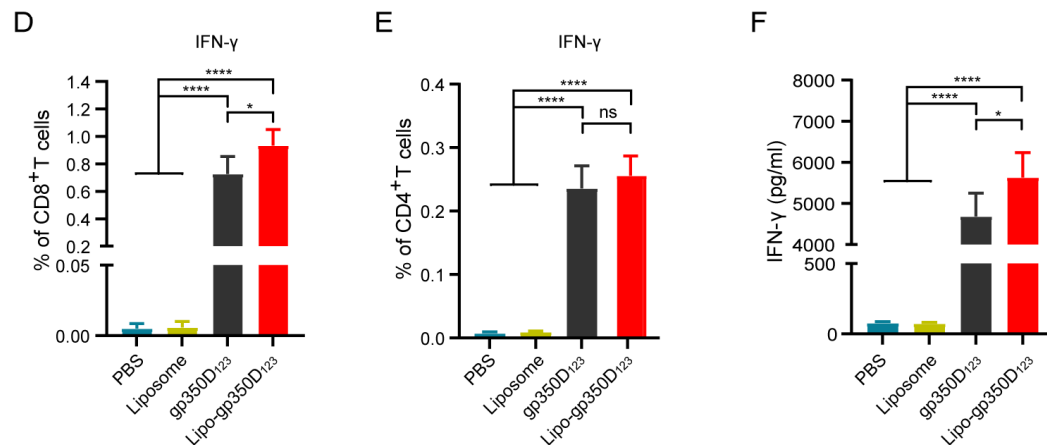 D
IFN-γ
% of CD8⁺T cells
1.4
1.2
1.0
0.8
0.6
0.4
0.2
0.05
0.00
****
****
*
PBS
Liposome
gp350D₁₂₃
Lipo-gp350D₁₂₃
E
IFN-γ
% of CD4⁺T cells
0.4
0.3
0.2
0.1
0.0
****
****
ns
PBS
Liposome
gp350D₁₂₃
Lipo-gp350D₁₂₃
F
IFN-γ (pg/ml)
8000
7000
6000
5000
4000
500
0
****
****
*
PBS
Liposome
gp350D₁₂₃
Lipo-gp350D₁₂₃